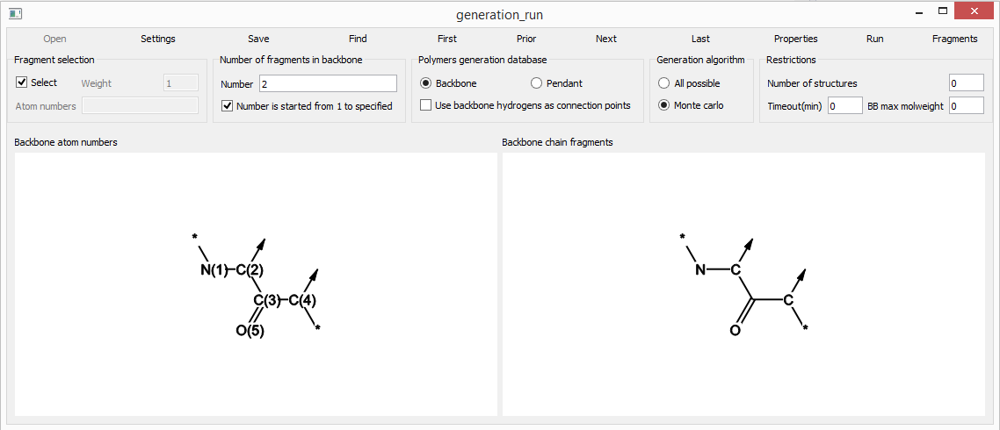 generation_run
Open Settings Save Find First Prior Next Last Properties Run Fragments
Fragment selection Number of fragments in backbone Polymers generation database Generation algorithm Restrictions
Select Weight 1 Number 2 Backbone Pendant All possible Number of structures 0
Atom numbers Number is started from 1 to specified Use backbone hydrogens as connection points Monte carlo Timeout(min) 0 BB max molweight 0
Backbone atom numbers Backbone chain fragments
* *
N(1) C(2) N C
C(3) C(4) C
O(5) * O *